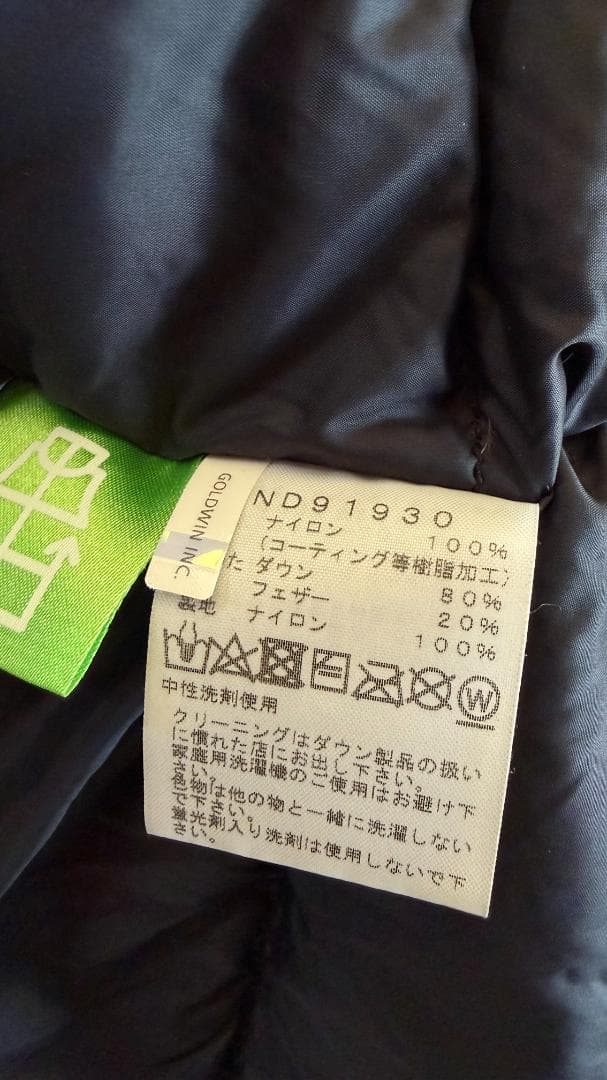 GOLDWIN INC.
ND91930
ナイロン 100%
(コーティング等樹脂加工)
た ダウン 80%
フェザー 20%
地 ナイロン 100%
W
中性洗剤使用
クリーニングはダウン製品の扱い
に慣れた店にお出し下さい。
家庭用洗濯機のご使用はお避け下
さい。
色物は他の物と一緒に洗濯しない
で下さい。
蛍光剤入り洗剤は使用しないで下
さい。